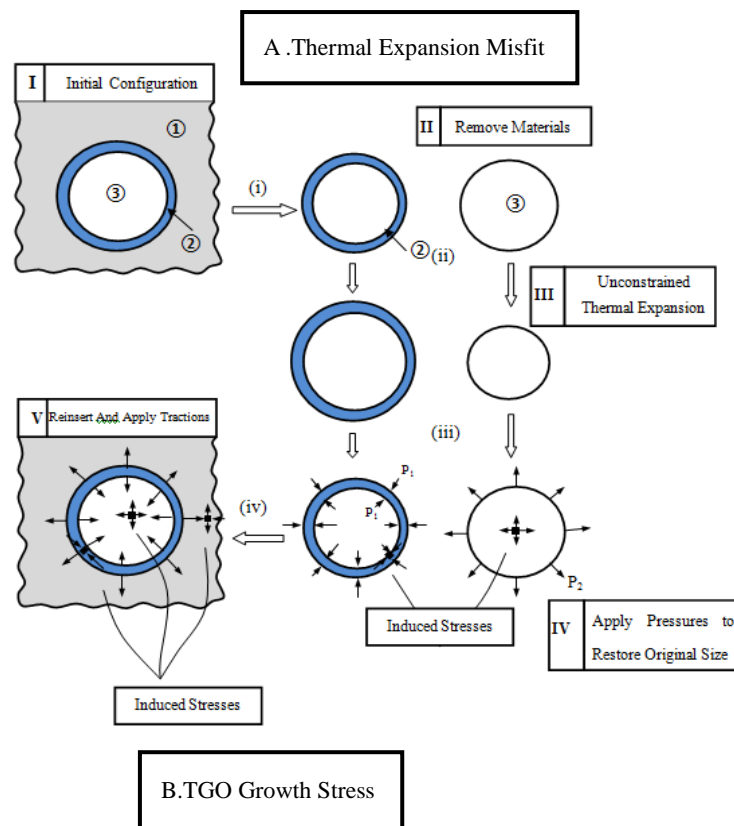 A .Thermal Expansion Misfit
I Initial Configuration
①
③
②
(i)
II Remove Materials
③
②
(ii)
III Unconstrained
Thermal Expansion
V Reinsert And Apply Tractions
(iii)
(iv)
P1
P1
P2
Induced Stresses
IV Apply Pressures to
Restore Original Size
Induced Stresses
B.TGO Growth Stress